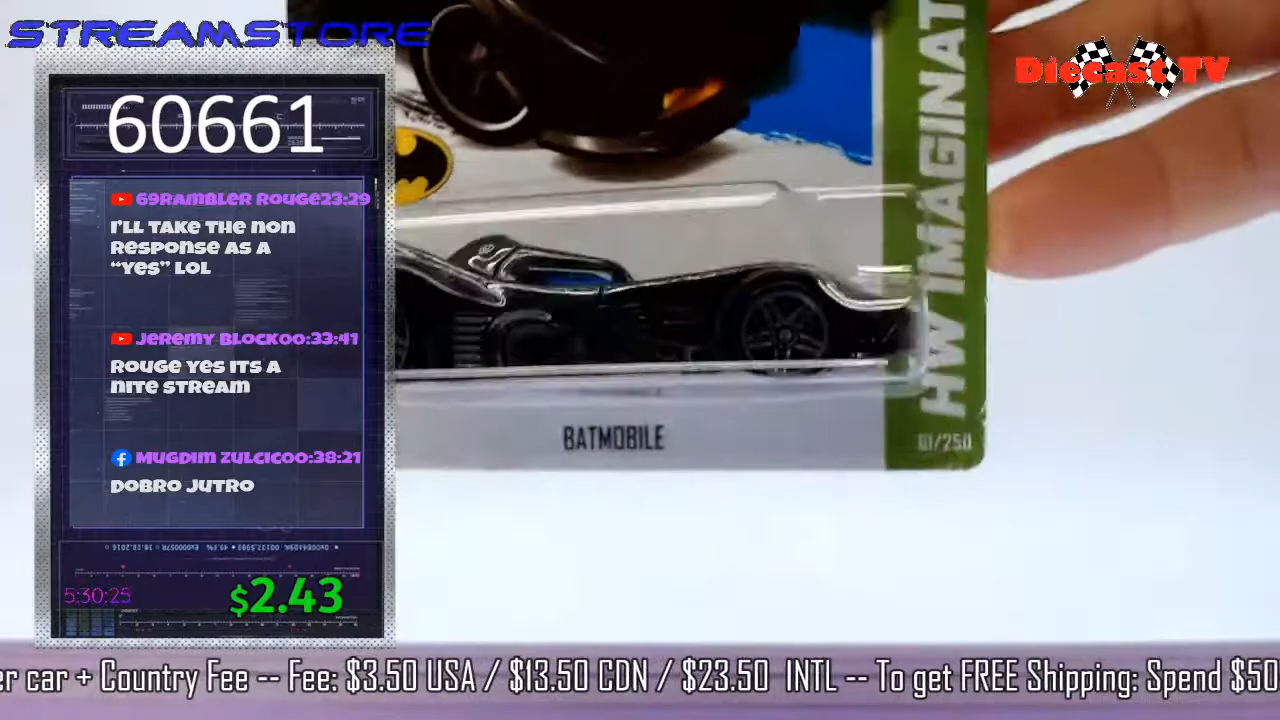 STREAMSTORE
Diecast TV
60661
69Rambler Rouge23:29
I'll take the non
response as a
"yes" LOL
Jeremy Block00:33:41
Rouge yes its a
nite stream
Mugdim Zulcic00:38:21
Dobro jutro
5:30:25
$2.43
HW IMAGINAT
BATMOBILE
61/250
er car + Country Fee -- Fee: $3.50 USA / $13.50 CDN / $23.50 INTL -- To get FREE Shipping: Spend $50